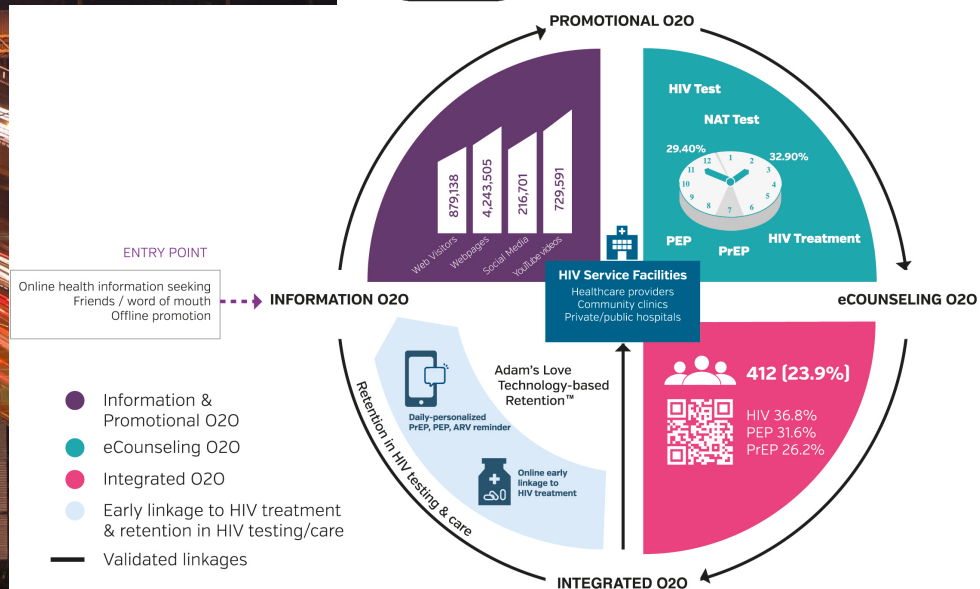 PROMOTIONAL O2O
HIV Test
NAT Test
29.40%
32.90%
12
1
2
3
4
5
6
7
8
9
10
11
PEP
PrEP
HIV Treatment
879,138
4,243,505
216,701
729,591
Web Visitors
Webpages
Social Media
YouTube videos
ENTRY POINT
Online health information seeking
Friends / word of mouth
Offline promotion
INFORMATION O2O
HIV Service Facilities
Healthcare providers
Community clinics
Private/public hospitals
eCOUNSELING O2O
Adam's Love
Technology-based
Retention™
Daily-personalized
PrEP, PEP, ARV reminder
Online early
linkage to
HIV treatment
Retention in HIV testing & care
412 (23.9%)
HIV 36.8%
PEP 31.6%
PrEP 26.2%
INTEGRATED O2O
Information &
Promotional O2O
eCounseling O2O
Integrated O2O
Early linkage to HIV treatment
& retention in HIV testing/care
Validated linkages